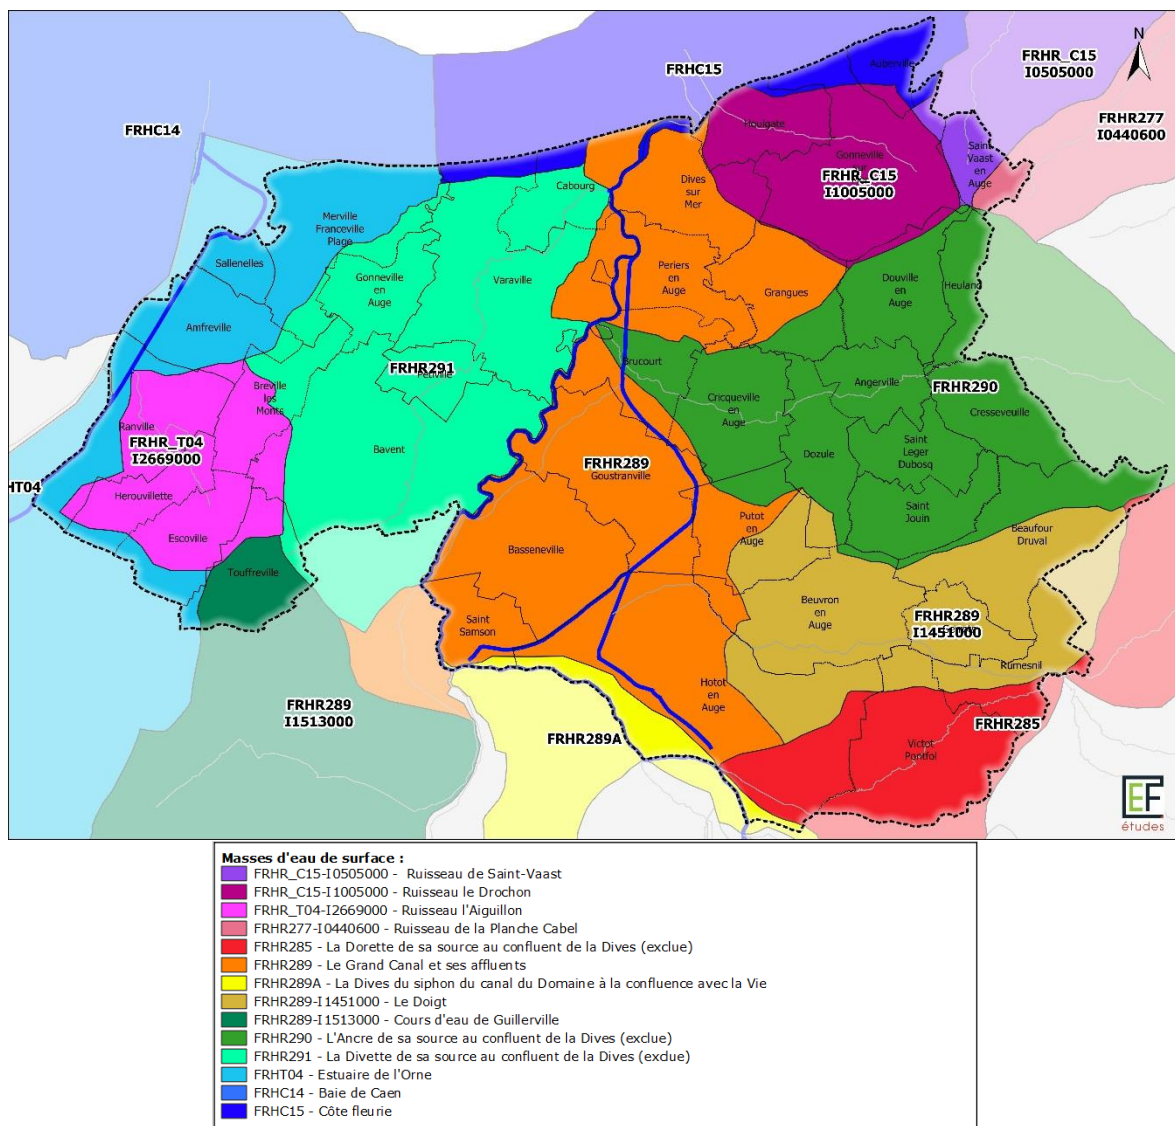 N
FRHC15
FRHR_C15
I0505000
FRHC14
FRHR277
I0440600
Auberville
Houlgate
Saint
Vaast
en
Auge
Gonneville
sur
FRHR_C15
I1005000
Cabourg
Dives
sur
Mer
Merville
Franceville
Plage
Sallenelles
Gonneville
en
Auge
Varaville
Periers
en
Auge
Grangues
Douville
en
Auge
Heuland
Amfreville
FRHR291
Petiville
Breville
les
Monts
Brucourt
Cricqueville
en
Auge
Angerville
FRHR290
Cresseveuille
Ranville
FRHR_T04
I2669000
Bavent
Dozule
Saint
Leger
Dubosq
FRHR289
Goustranville
HT04
Herouvillette
Saint
Jouin
Escoville
Basseneville
Putot
en
Auge
Beaufour
Druval
Touffreville
Beuvron
en
Auge
FRHR289
I1451000
Saint
Samson
Rumesnil
Hotot
en
Auge
FRHR289
I1513000
FRHR289A
FRHR285
Victot
Pontfol
EF
études
Masses d'eau de surface :
FRHR_C15-I0505000 - Ruisseau de Saint-Vaast
FRHR_C15-I1005000 - Ruisseau le Drochon
FRHR_T04-I2669000 - Ruisseau l'Aiguillon
FRHR277-I0440600 - Ruisseau de la Planche Cabel
FRHR285 - La Dorette de sa source au confluent de la Dives (exclue)
FRHR289 - Le Grand Canal et ses affluents
FRHR289A - La Dives du siphon du canal du Domaine à la confluence avec la Vie
FRHR289-I1451000 - Le Doigt
FRHR289-I1513000 - Cours d'eau de Guillerville
FRHR290 - L'Ancre de sa source au confluent de la Dives (exclue)
FRHR291 - La Divette de sa source au confluent de la Dives (exclue)
FRHT04 - Estuaire de l'Orne
FRHC14 - Baie de Caen
FRHC15 - Côte fleurie